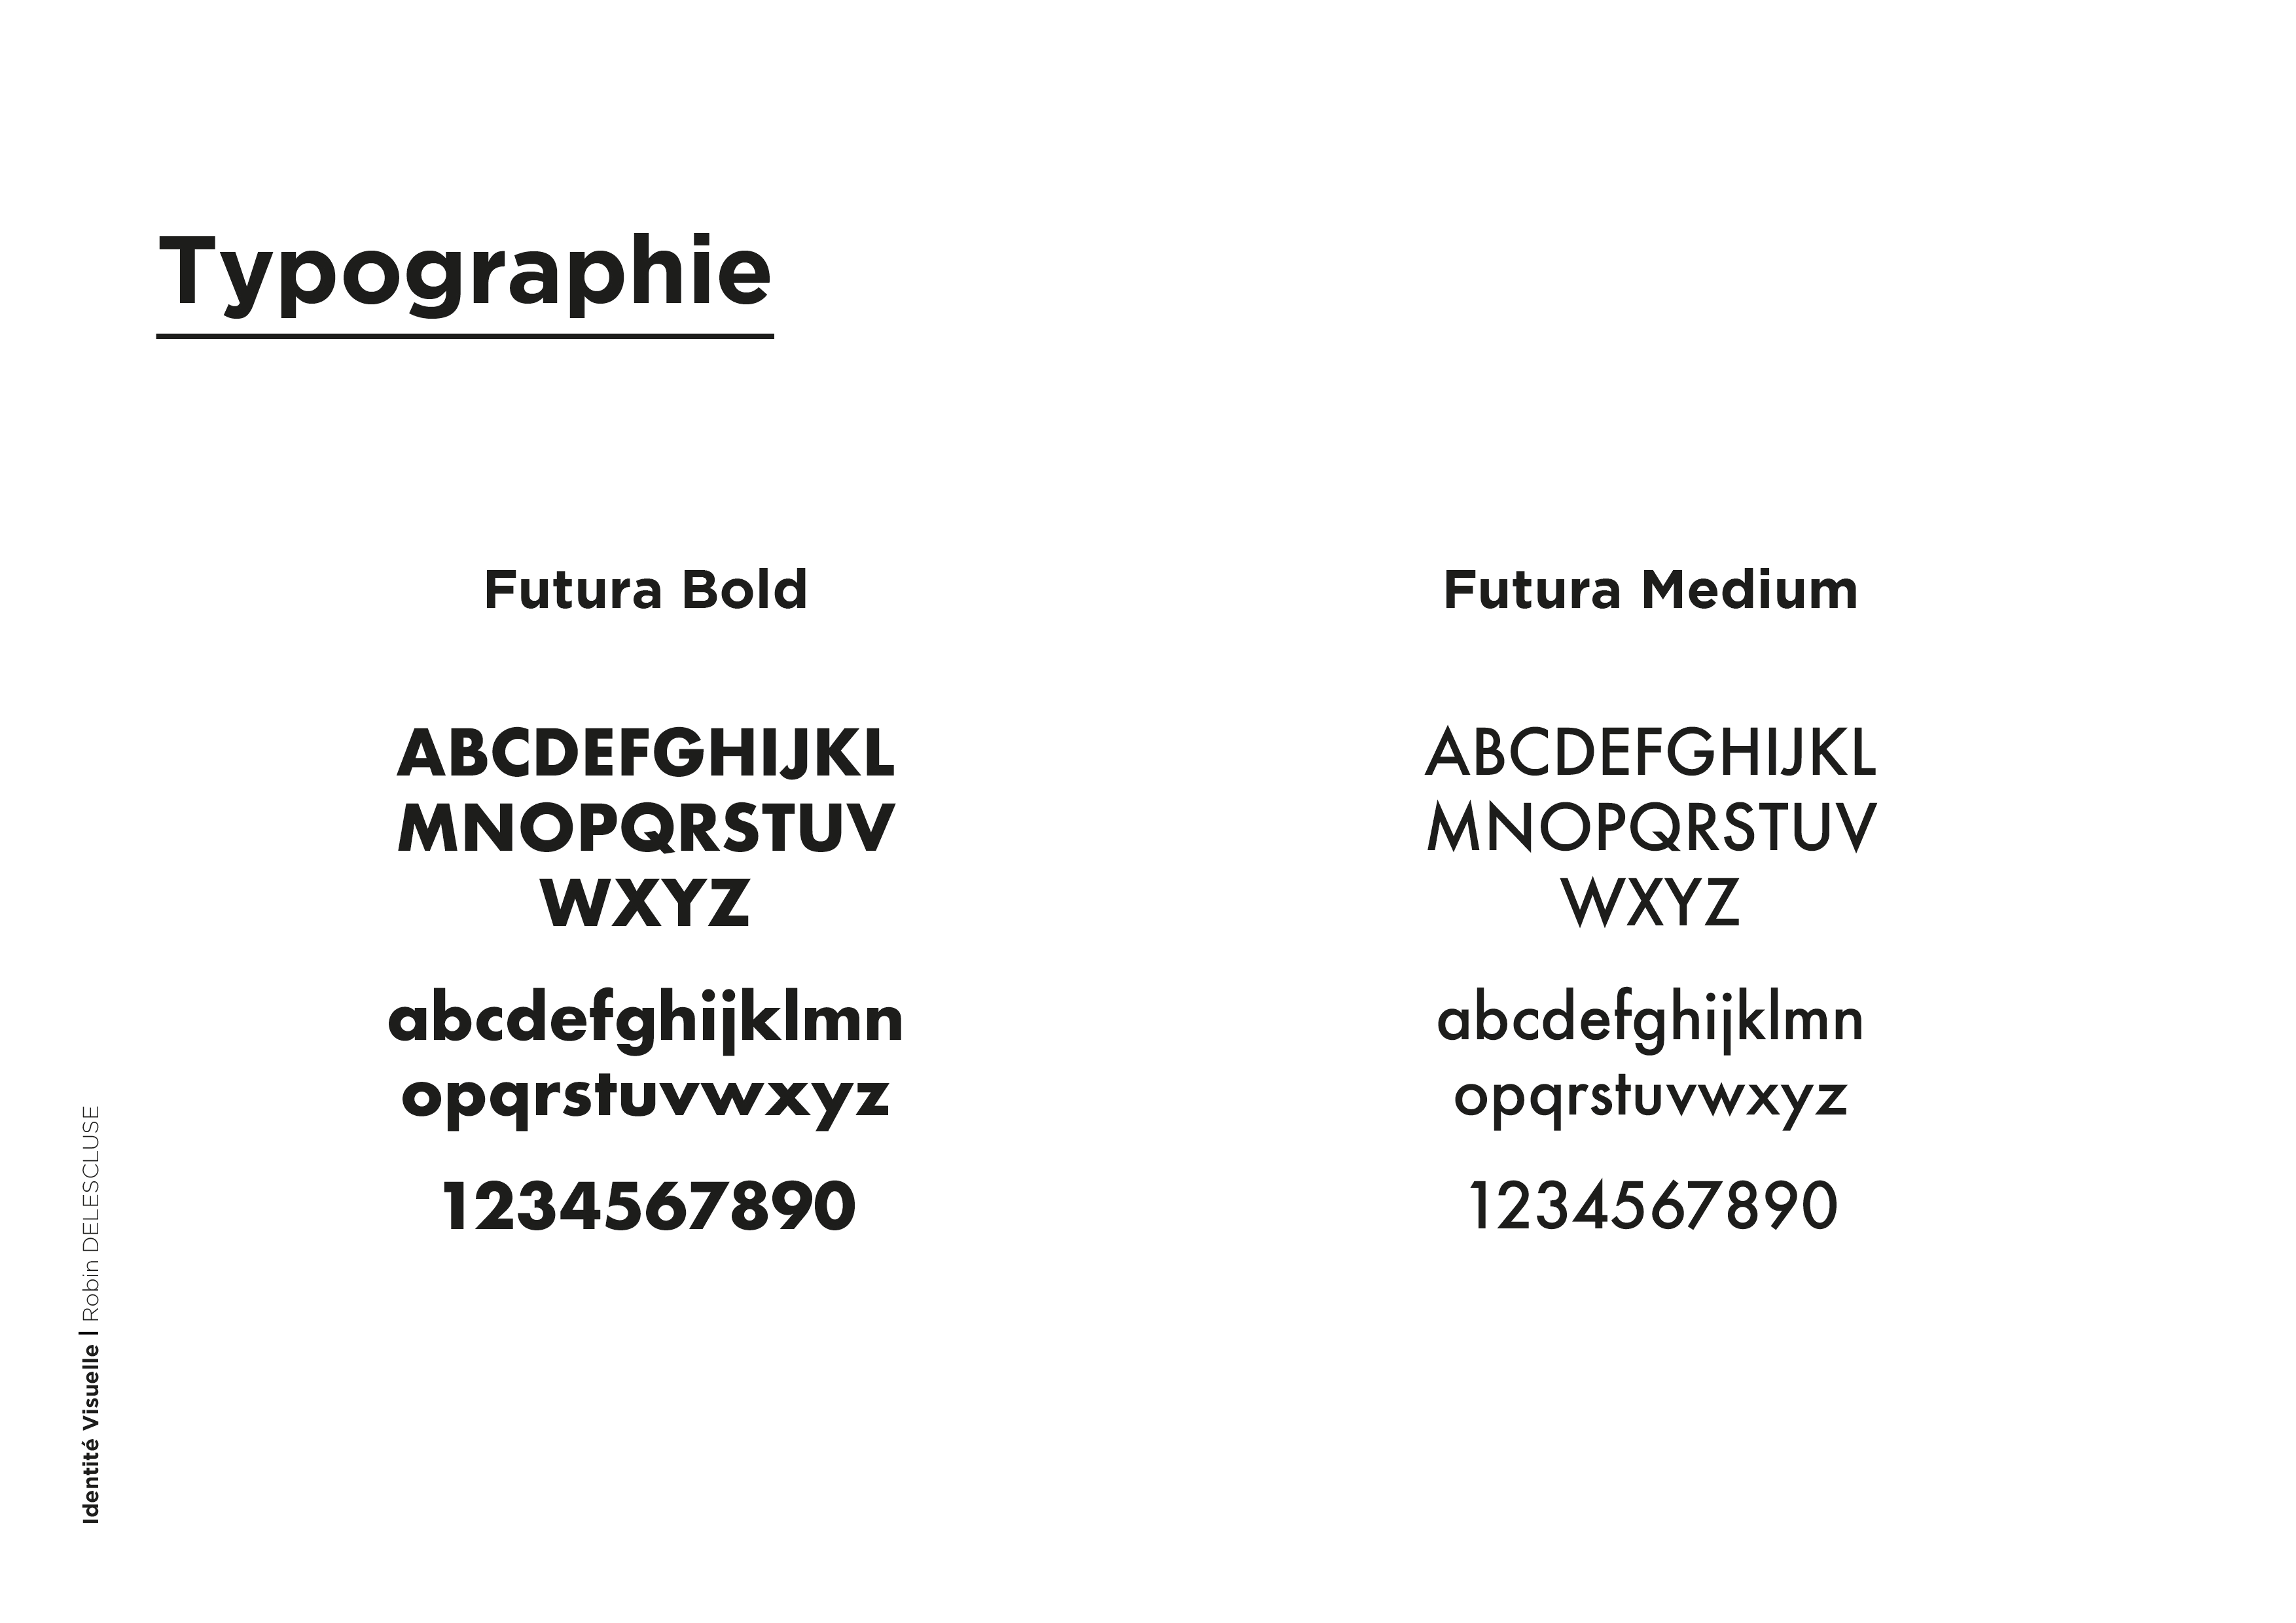 Typographie
Futura Bold
ABCDEFGHIJKL
MNOPQRSTUV
WXYZ
abcdefghijklmn
opqrstuvwxyz
1234567890
Futura Medium
ABCDEFGHIJKL
MNOPQRSTUV
WXYZ
abcdefghijklmn
opqrstuvwxyz
1234567890
Identité Visuelle | Robin DELESCLUSE